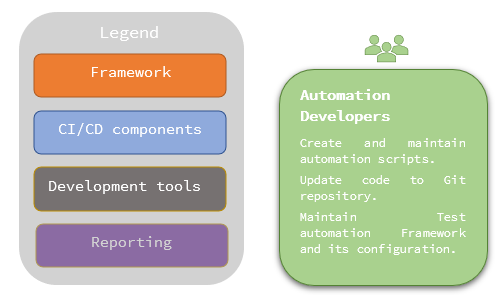 Legend
Framework
CI/CD components
Development tools
Reporting
Automation
Developers
Create and maintain
automation scripts.
Update code to Git
repository.
Maintain Test
automation Framework
and its configuration.